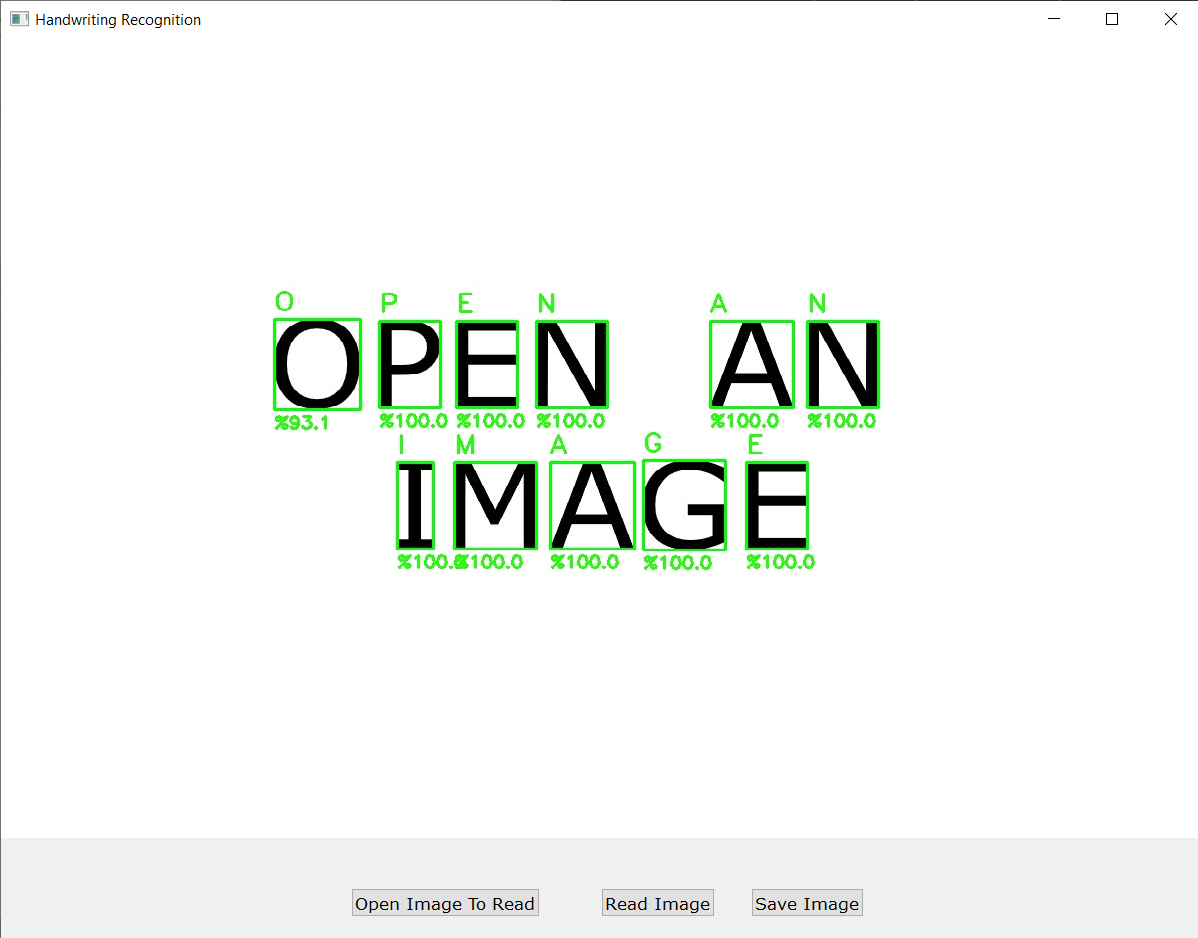 Handwriting Recognition
O P E N A N
OPEN AN
%93.1 %100.0 %100.0 %100.0 %100.0 %100.0
I M A G E
IMAGE
%100.0 %100.0 %100.0 %100.0 %100.0
Open Image To Read Read Image Save Image